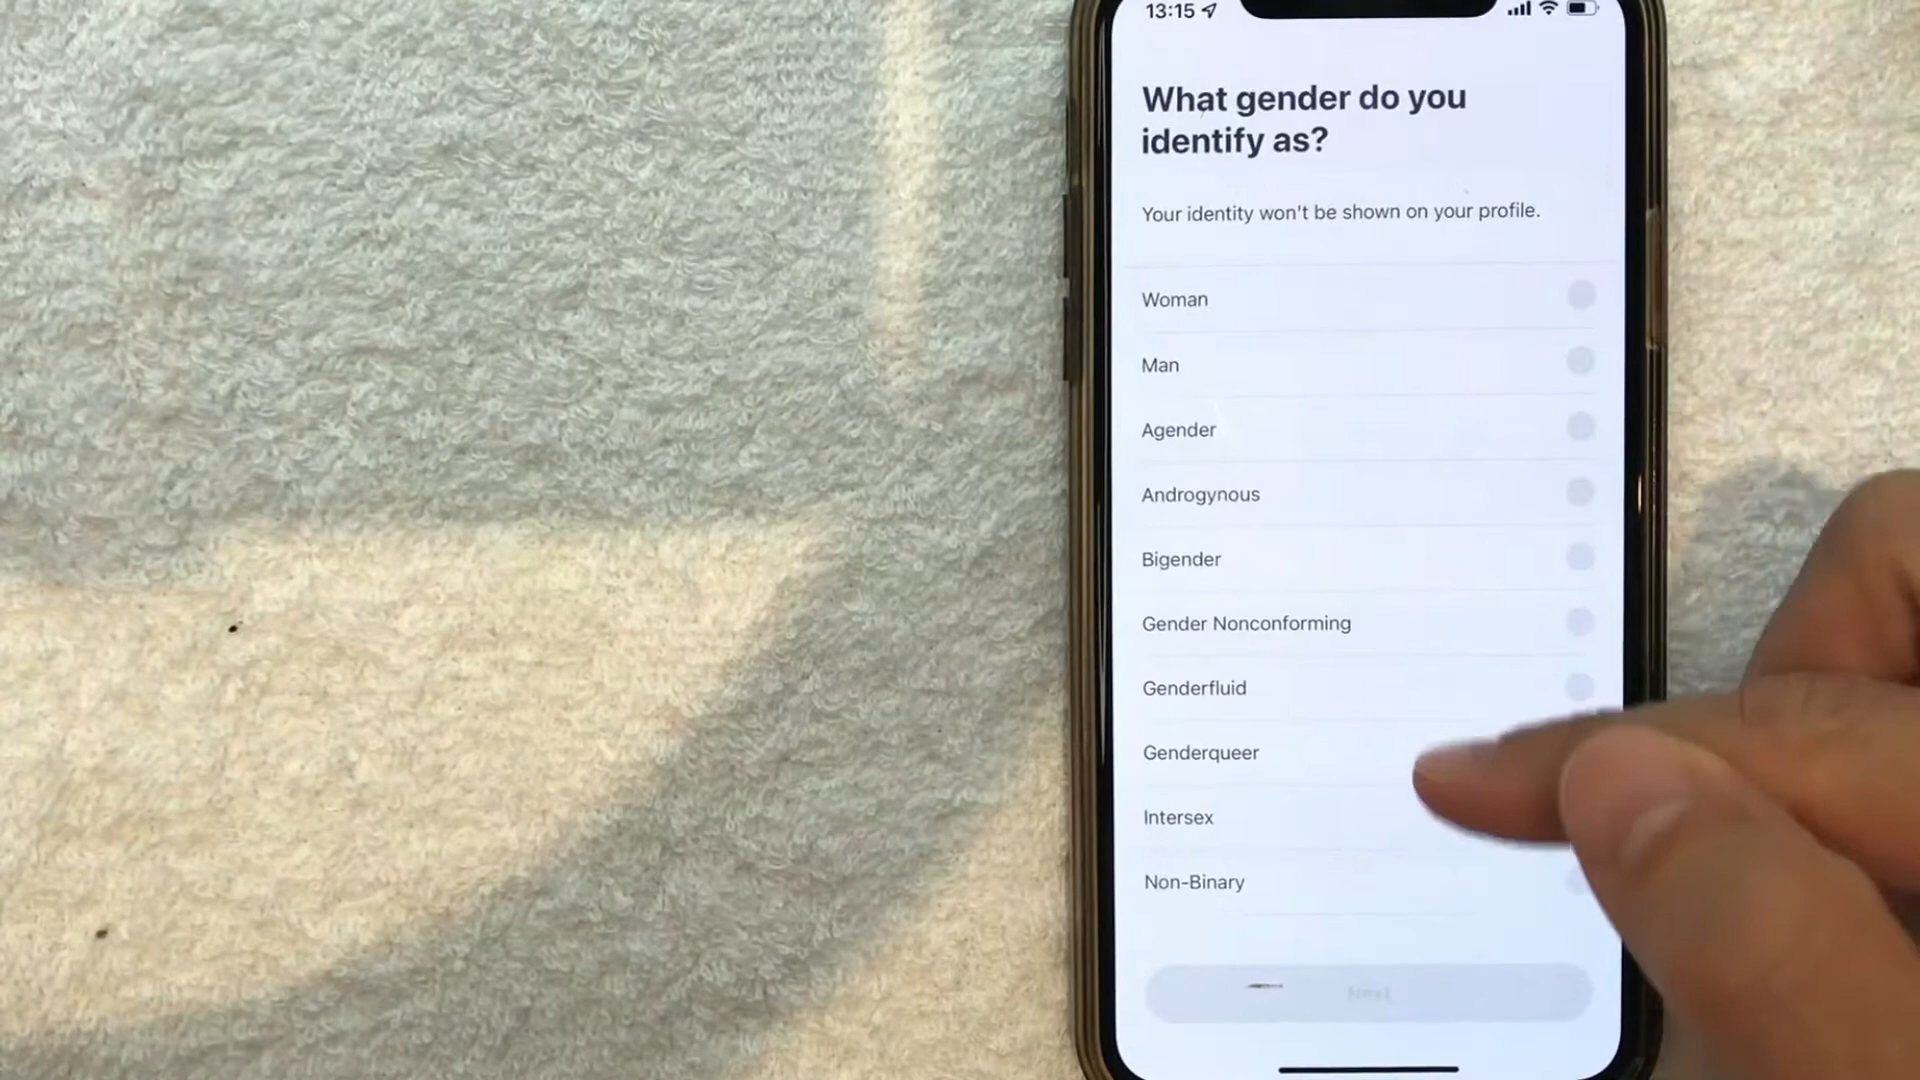 13:15
What gender do you
identify as?
Your identity won't be shown on your profile.
Woman
Man
Agender
Androgynous
Bigender
Gender Nonconforming
Genderfluid
Genderqueer
Intersex
Non-Binary
Next